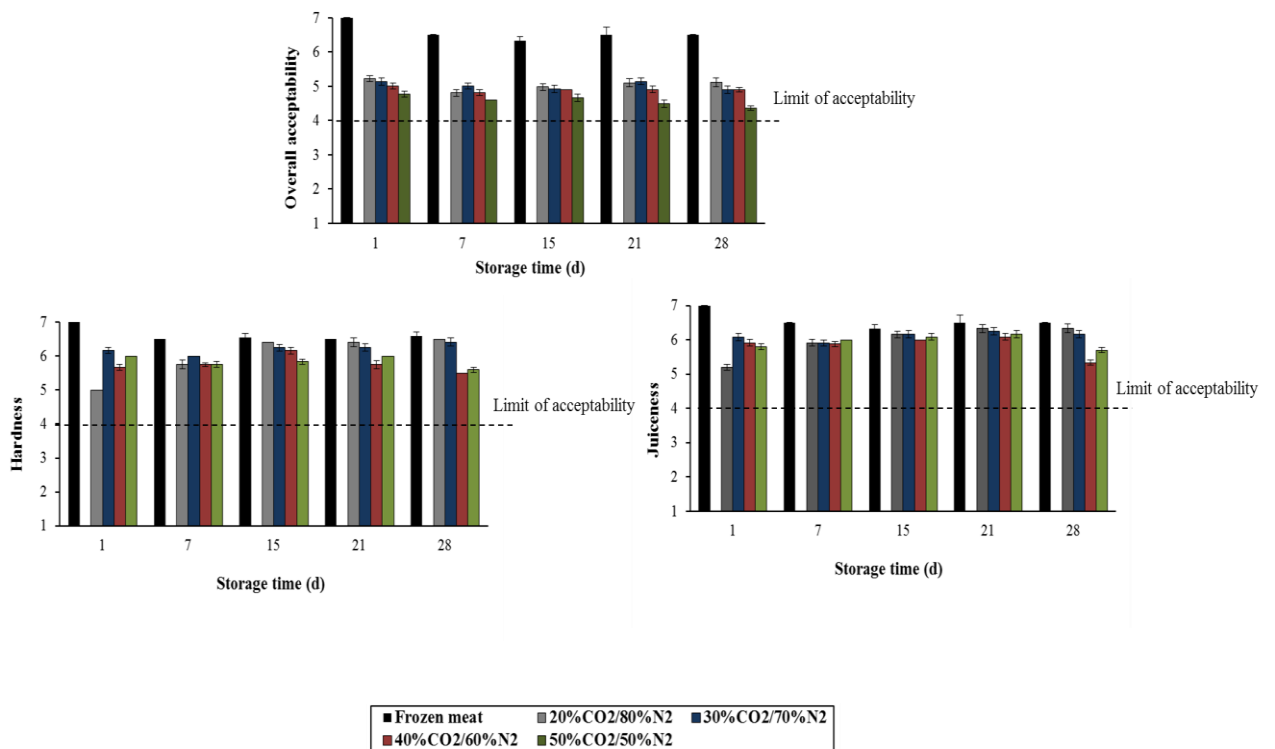 7
6
5
4
3
2
1
Overall acceptability
Limit of acceptability
1 7 15 21 28
Storage time (d)
7
6
5
4
3
2
1
Hardness
Limit of acceptability
1 7 15 21 28
Storage time (d)
7
6
5
4
3
2
1
Juiceness
Limit of acceptability
1 7 15 21 28
Storage time (d)
Frozen meat 20%CO2/80%N2 30%CO2/70%N2
40%CO2/60%N2 50%CO2/50%N2